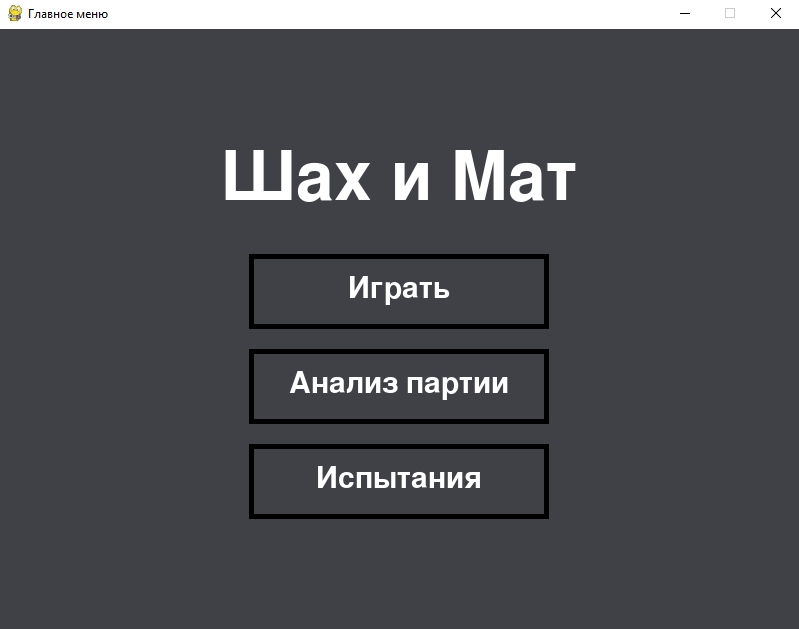 Главное меню
Шах и Мат
Играть
Анализ партии
Испытания